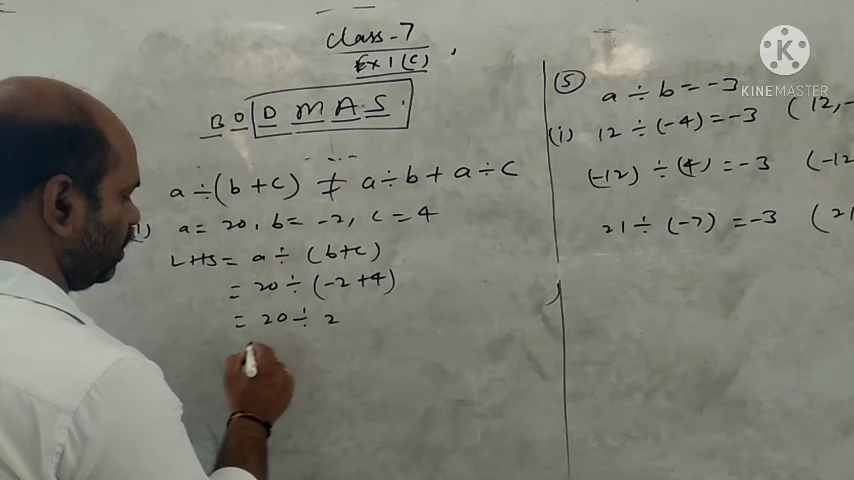 Class-7
Ex 1(C)
BODMAS.
a ÷ (b + c) ≠ a ÷ b + a ÷ c
1) a = 20, b = -2, c = 4
LHS = a ÷ (b+c)
= 20 ÷ (-2+4)
= 20 ÷ 2
(5) a ÷ b = -3
(i) 12 ÷ (-4) = -3 (12, -
(-12) ÷ (4) = -3 (-12
21 ÷ (-7) = -3 (21
KINEMASTER